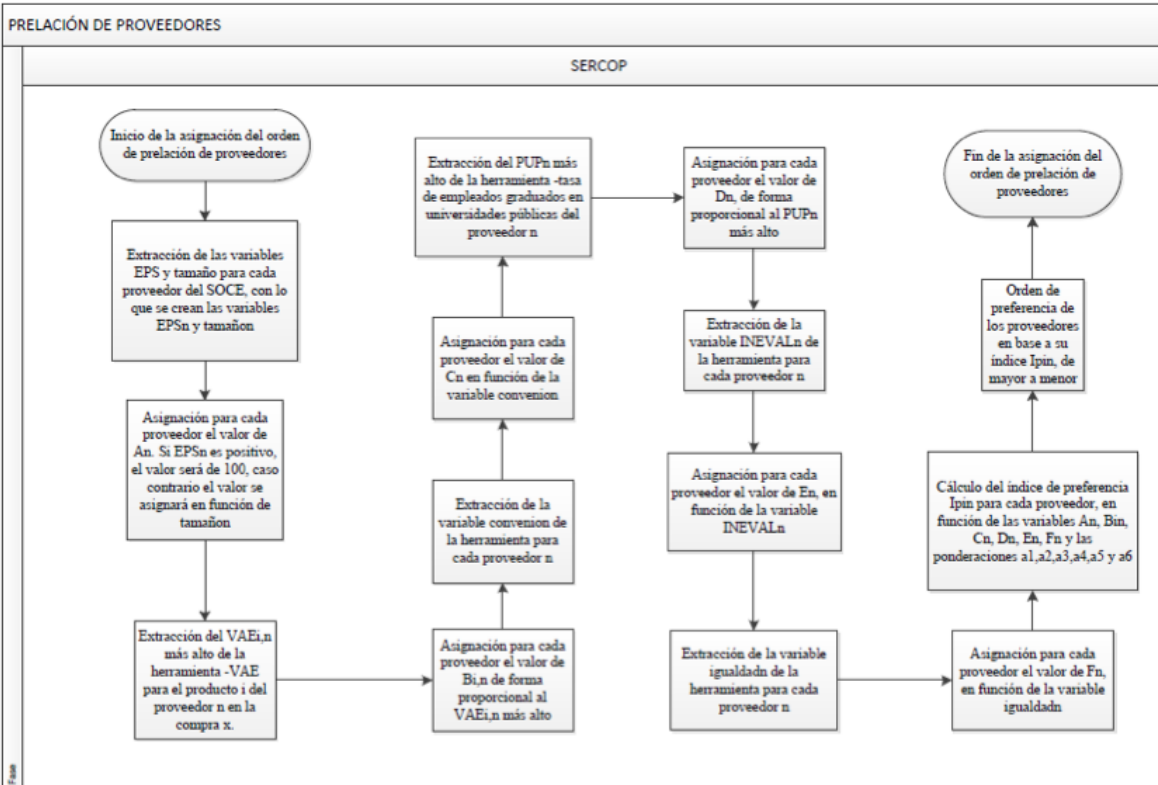 PRELACIÓN DE PROVEEDORES
SERCOP
Inicio de la asignación del orden
de prelación de proveedores
Extracción de las variables
EPS y tamaño para cada
proveedor del SOCE, con lo
que se crean las variables
EPSn y tamañon
Asignación para cada
proveedor el valor de
An. Si EPSn es positivo,
el valor será de 100, caso
contrario el valor se
asignará en función de
tamañon
Extracción del VAEi,n
más alto de la
herramienta -VAE
para el producto i del
proveedor n en la
compra x.
Asignación para cada
proveedor el valor de
Bi,n de forma
proporcional al
VAEi,n más alto
Extracción de la
variable convenion de
la herramienta para
cada proveedor n
Asignación para cada
proveedor el valor de
Cn en función de la
variable convenion
Extracción del PUPn más
alto de la herramienta -tasa
de empleados graduados en
universidades públicas del
proveedor n
Asignación para cada
proveedor el valor de
Dn, de forma
proporcional al PUPn
más alto
Extracción de la
variable INEVALn de
la herramienta para
cada proveedor n
Asignación para cada
proveedor el valor de En, en
función de la variable
INEVALn
Extracción de la variable
igualdadn de la
herramienta para cada
proveedor n
Asignación para cada
proveedor el valor de Fn,
en función de la variable
igualdadn
Cálculo del índice de preferencia
Ipin para cada proveedor, en
función de las variables An, Bin,
Cn, Dn, En, Fn y las
ponderaciones a1,a2,a3,a4,a5 y a6
Orden de
preferencia de
los proveedores
en base a su
índice Ipin, de
mayor a menor
Fin de la asignación del
orden de prelación de
proveedores
Fase